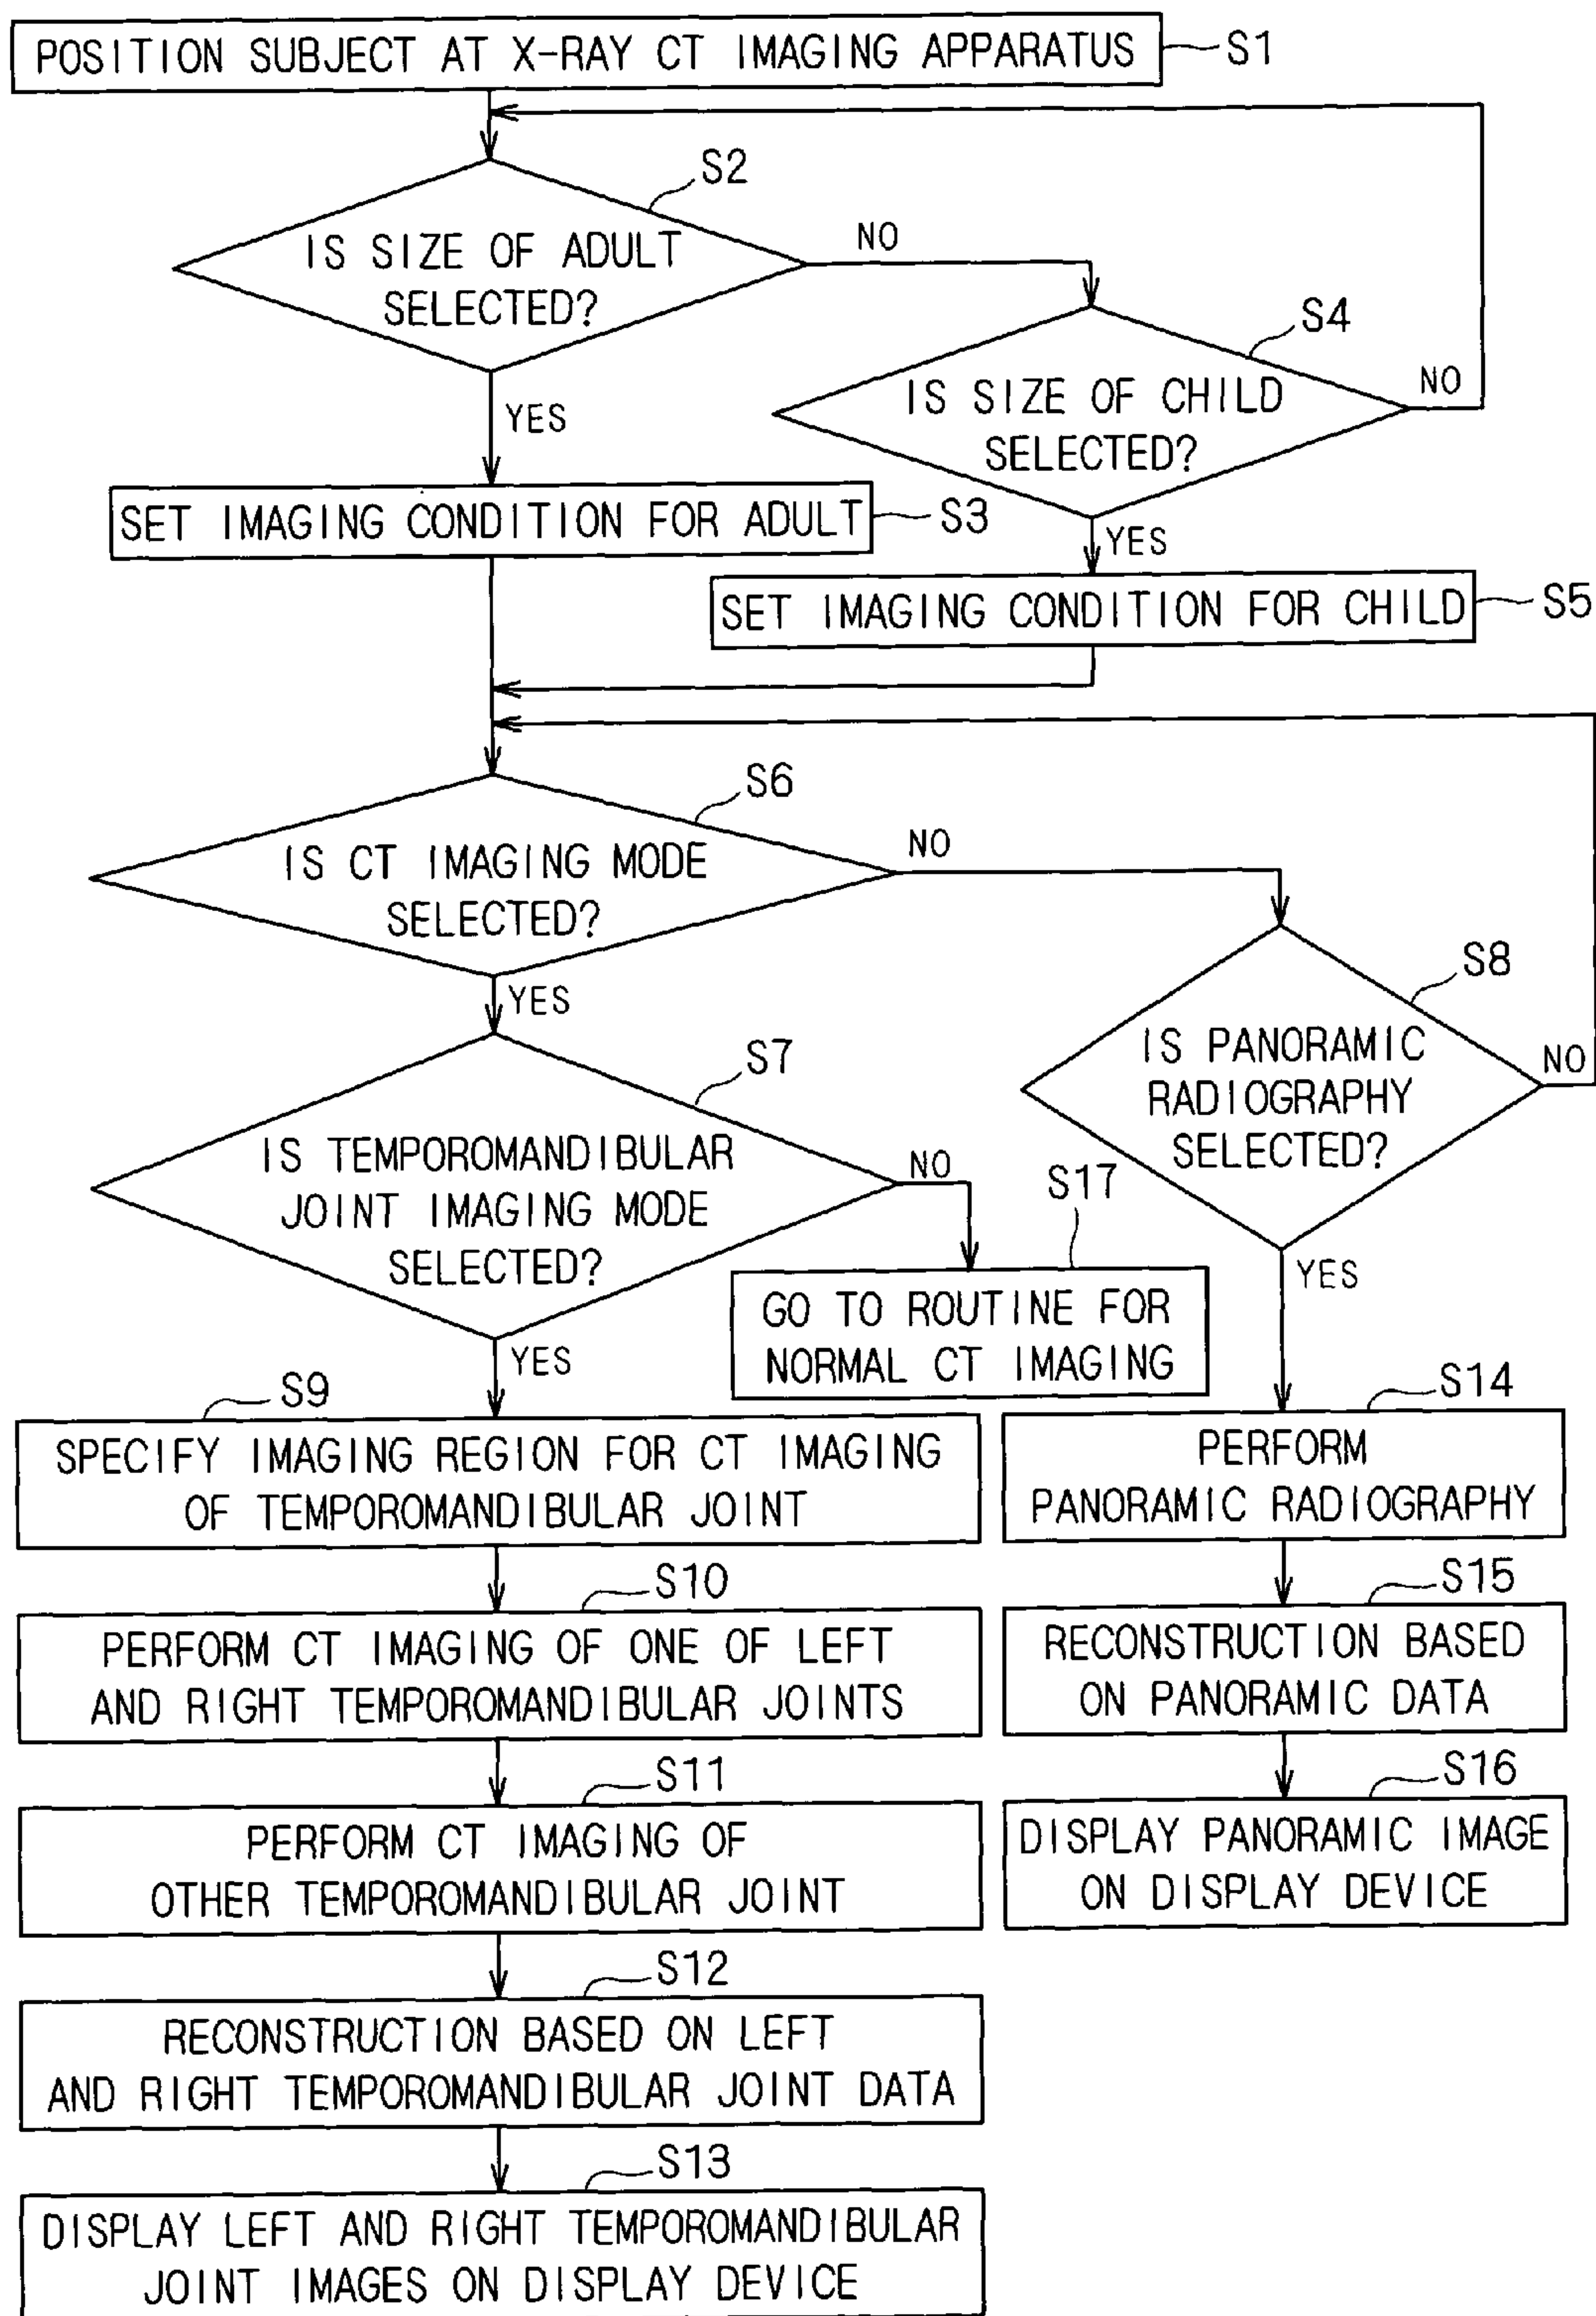 POSITION SUBJECT AT X-RAY CT IMAGING APPARATUS
S1
S2
IS SIZE OF ADULT
SELECTED?
NO
YES
S4
IS SIZE OF CHILD
SELECTED?
NO
YES
SET IMAGING CONDITION FOR ADULT
S3
SET IMAGING CONDITION FOR CHILD
S5
S6
IS CT IMAGING MODE
SELECTED?
NO
YES
S8
IS PANORAMIC
RADIOGRAPHY
SELECTED?
NO
YES
S7
IS TEMPOROMANDIBULAR
JOINT IMAGING MODE
SELECTED?
NO
YES
S17
GO TO ROUTINE FOR
NORMAL CT IMAGING
S9
SPECIFY IMAGING REGION FOR CT IMAGING
OF TEMPOROMANDIBULAR JOINT
S10
PERFORM CT IMAGING OF ONE OF LEFT
AND RIGHT TEMPOROMANDIBULAR JOINTS
S11
PERFORM CT IMAGING OF
OTHER TEMPOROMANDIBULAR JOINT
S12
RECONSTRUCTION BASED ON LEFT
AND RIGHT TEMPOROMANDIBULAR JOINT DATA
S13
DISPLAY LEFT AND RIGHT TEMPOROMANDIBULAR
JOINT IMAGES ON DISPLAY DEVICE
S14
PERFORM
PANORAMIC RADIOGRAPHY
S15
RECONSTRUCTION BASED
ON PANORAMIC DATA
S16
DISPLAY PANORAMIC IMAGE
ON DISPLAY DEVICE